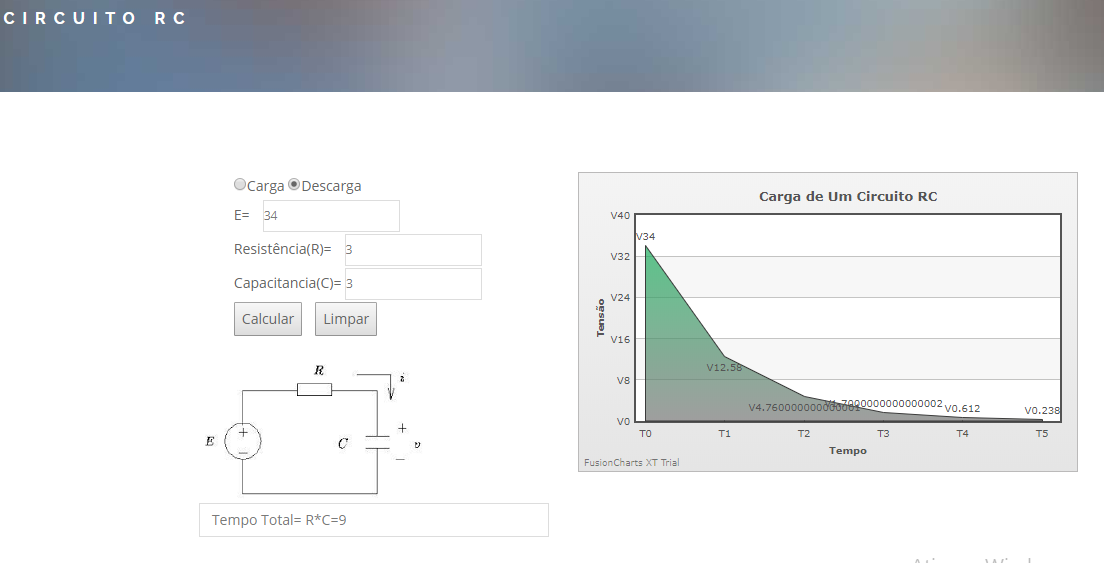 CIRCUITO RC
Carga Descarga
E= 34
Resistência(R)= 3
Capacitancia(C)= 3
Calcular Limpar
R
i
E
+
−
C
+
v
−
Tempo Total= R*C=9
Carga de Um Circuito RC
Tensão
V40
V32
V24
V16
V8
V0
V34
V12.58
V4.760000000000001
V1.7000000000000002
V0.612
V0.238
T0 T1 T2 T3 T4 T5
Tempo
FusionCharts XT Trial